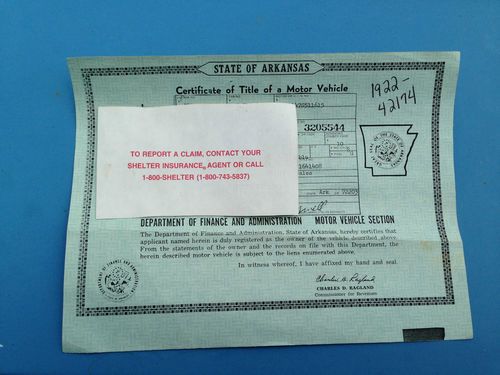 STATE OF ARKANSAS
Certificate of Title of a Motor Vehicle
1922-
42174
3205544
10
TO REPORT A CLAIM, CONTACT YOUR
SHELTER INSURANCE® AGENT OR CALL
1-800-SHELTER (1-800-743-5837)
Ark
DEPARTMENT OF FINANCE AND ADMINISTRATION MOTOR VEHICLE SECTION
The Department of Finance and Administration, State of Arkansas, hereby certifies that
applicant named herein is duly registered as the owner of the vehicle described above.
From the statements of the owner and the records on file with this Department, the
herein described motor vehicle is subject to the liens enumerated above.
In witness whereof, I have affixed my hand and seal.
Charles D. Ragland
CHARLES D. RAGLAND
Commissioner for Revenues